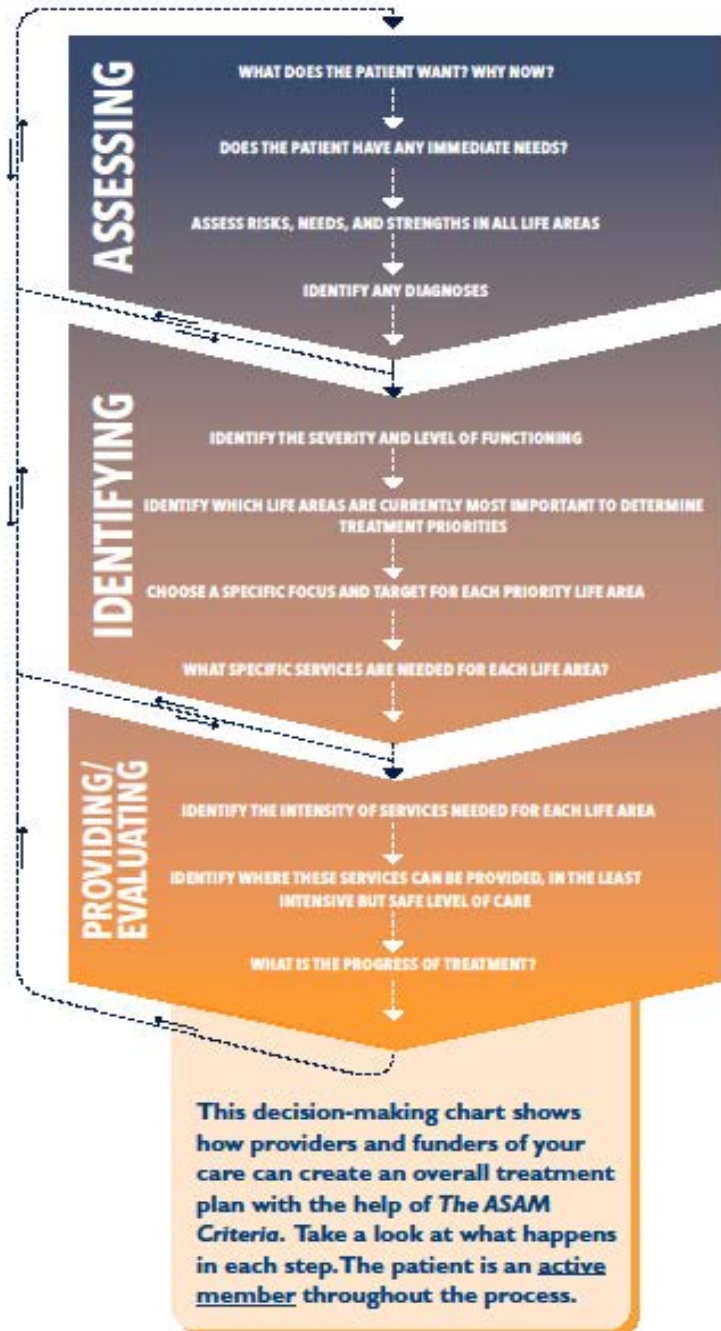 ASSESSING
WHAT DOES THE PATIENT WANT? WHY NOW?
DOES THE PATIENT HAVE ANY IMMEDIATE NEEDS?
ASSESS RISKS, NEEDS, AND STRENGTHS IN ALL LIFE AREAS
IDENTIFY ANY DIAGNOSES
IDENTIFYING
IDENTIFY THE SEVERITY AND LEVEL OF FUNCTIONING
IDENTIFY WHICH LIFE AREAS ARE CURRENTLY MOST IMPORTANT TO DETERMINE
TREATMENT PRIORITIES
CHOOSE A SPECIFIC FOCUS AND TARGET FOR EACH PRIORITY LIFE AREA
WHAT SPECIFIC SERVICES ARE NEEDED FOR EACH LIFE AREA?
PROVIDING/
EVALUATING
IDENTIFY THE INTENSITY OF SERVICES NEEDED FOR EACH LIFE AREA
IDENTIFY WHERE THESE SERVICES CAN BE PROVIDED, IN THE LEAST
INTENSIVE BUT SAFE LEVEL OF CARE
WHAT IS THE PROGRESS OF TREATMENT?
This decision-making chart shows
how providers and funders of your
care can create an overall treatment
plan with the help of The ASAM
Criteria. Take a look at what happens
in each step. The patient is an active
member throughout the process.